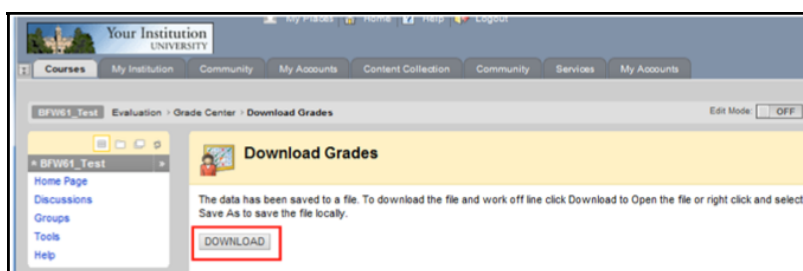 My Places Home ? Help Logout
Your Institution
UNIVERSITY
Courses My Institution Community My Accounts Content Collection Community Services My Accounts
BFW61_Test Evaluation > Grade Center > Download Grades Edit Mode: OFF
BFW61_Test
Download Grades
Home Page
Discussions
Groups
Tools
Help
The data has been saved to a file. To download the file and work off line click Download to Open the file or right click and select
Save As to save the file locally.
DOWNLOAD